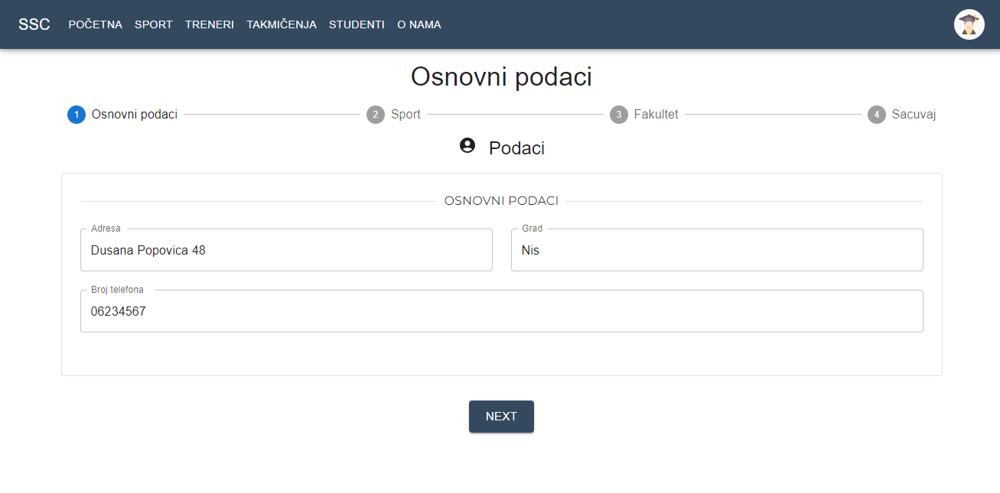 SSC POČETNA SPORT TRENERI TAKMIČENJA STUDENTI O NAMA
Osnovni podaci
1 Osnovni podaci 2 Sport 3 Fakultet 4 Sacuvaj
Podaci
OSNOVNI PODACI
Adresa Grad
Dusana Popovica 48 Nis
Broj telefona
06234567
NEXT